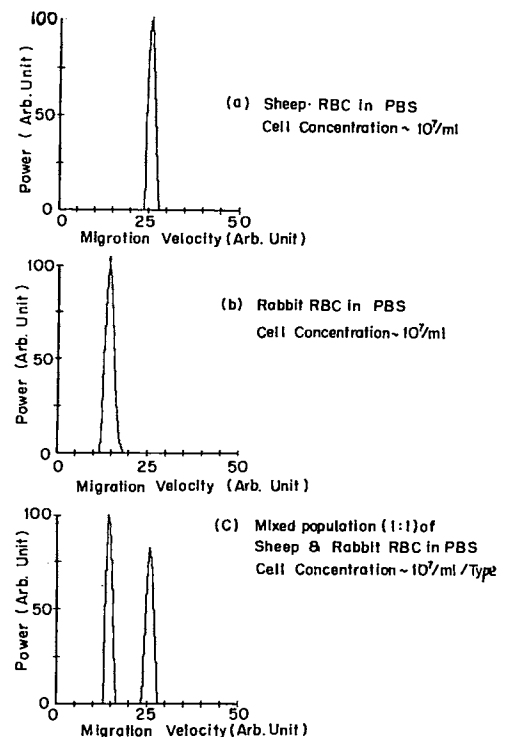 100
50
0
Power ( Arb. Unit)
(a) Sheep· RBC in PBS
Cell Concentration ~ 10⁷/ml
0 25 50
Migration Velocity (Arb. Unit)
100
50
0
Power (Arb. Unit)
(b) Rabbit RBC in PBS
Cell Concentration ~ 10⁷/ml
0 25 50
Migration Velocity (Arb. Unit)
100
50
0
Power (Arb. Unit)
(C) Mixed population (1:1) of
Sheep & Rabbit RBC in PBS
Cell Concentration ~ 10⁷/ml /Type
0 25 50
Migration Velocity (Arb. Unit)